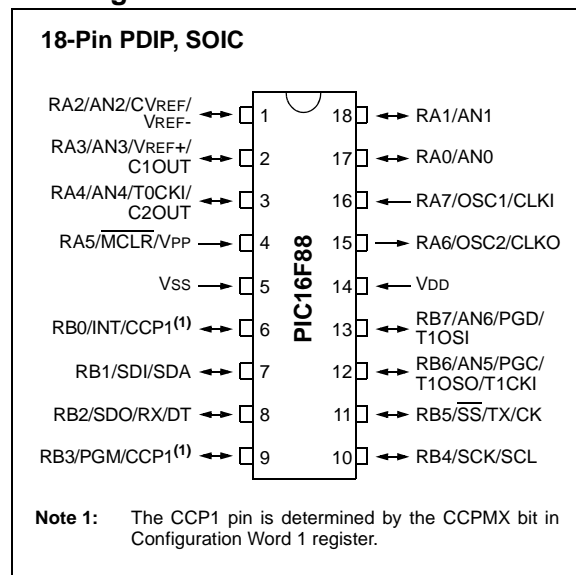 18-Pin PDIP, SOIC
RA2/AN2/CVREF/
VREF-
RA3/AN3/VREF+/
C1OUT
RA4/AN4/T0CKI/
C2OUT
RA5/MCLR/VPP
VSS
RB0/INT/CCP1(1)
RB1/SDI/SDA
RB2/SDO/RX/DT
RB3/PGM/CCP1(1)
1
2
3
4
5
6
7
8
9
PIC16F88
18
17
16
15
14
13
12
11
10
RA1/AN1
RA0/AN0
RA7/OSC1/CLKI
RA6/OSC2/CLKO
VDD
RB7/AN6/PGD/
T1OSI
RB6/AN5/PGC/
T1OSO/T1CKI
RB5/SS/TX/CK
RB4/SCK/SCL
Note 1: The CCP1 pin is determined by the CCPMX bit in
Configuration Word 1 register.